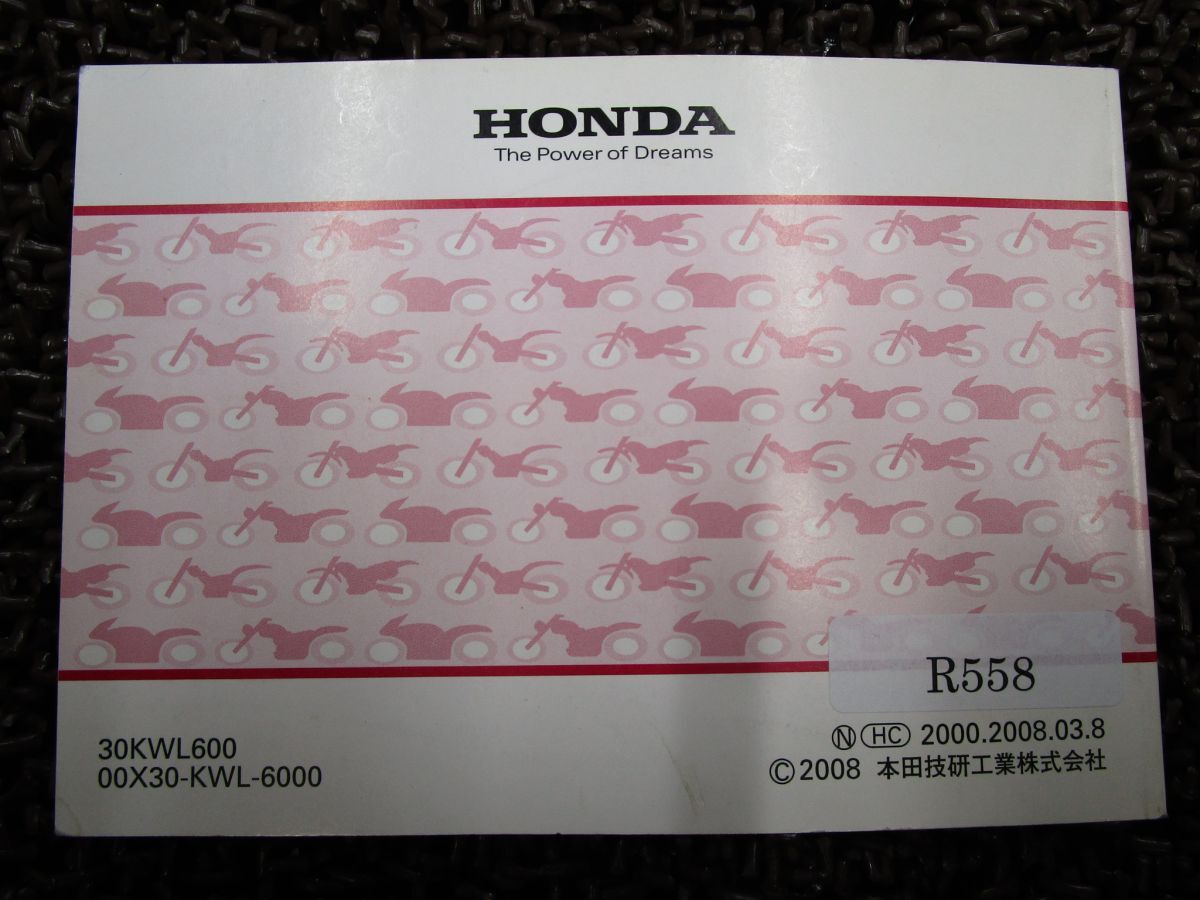 HONDA
The Power of Dreams
R558
30KWL600
00X30-KWL-6000
Ⓝ HC 2000.2008.03.8
©2008 本田技研工業株式会社